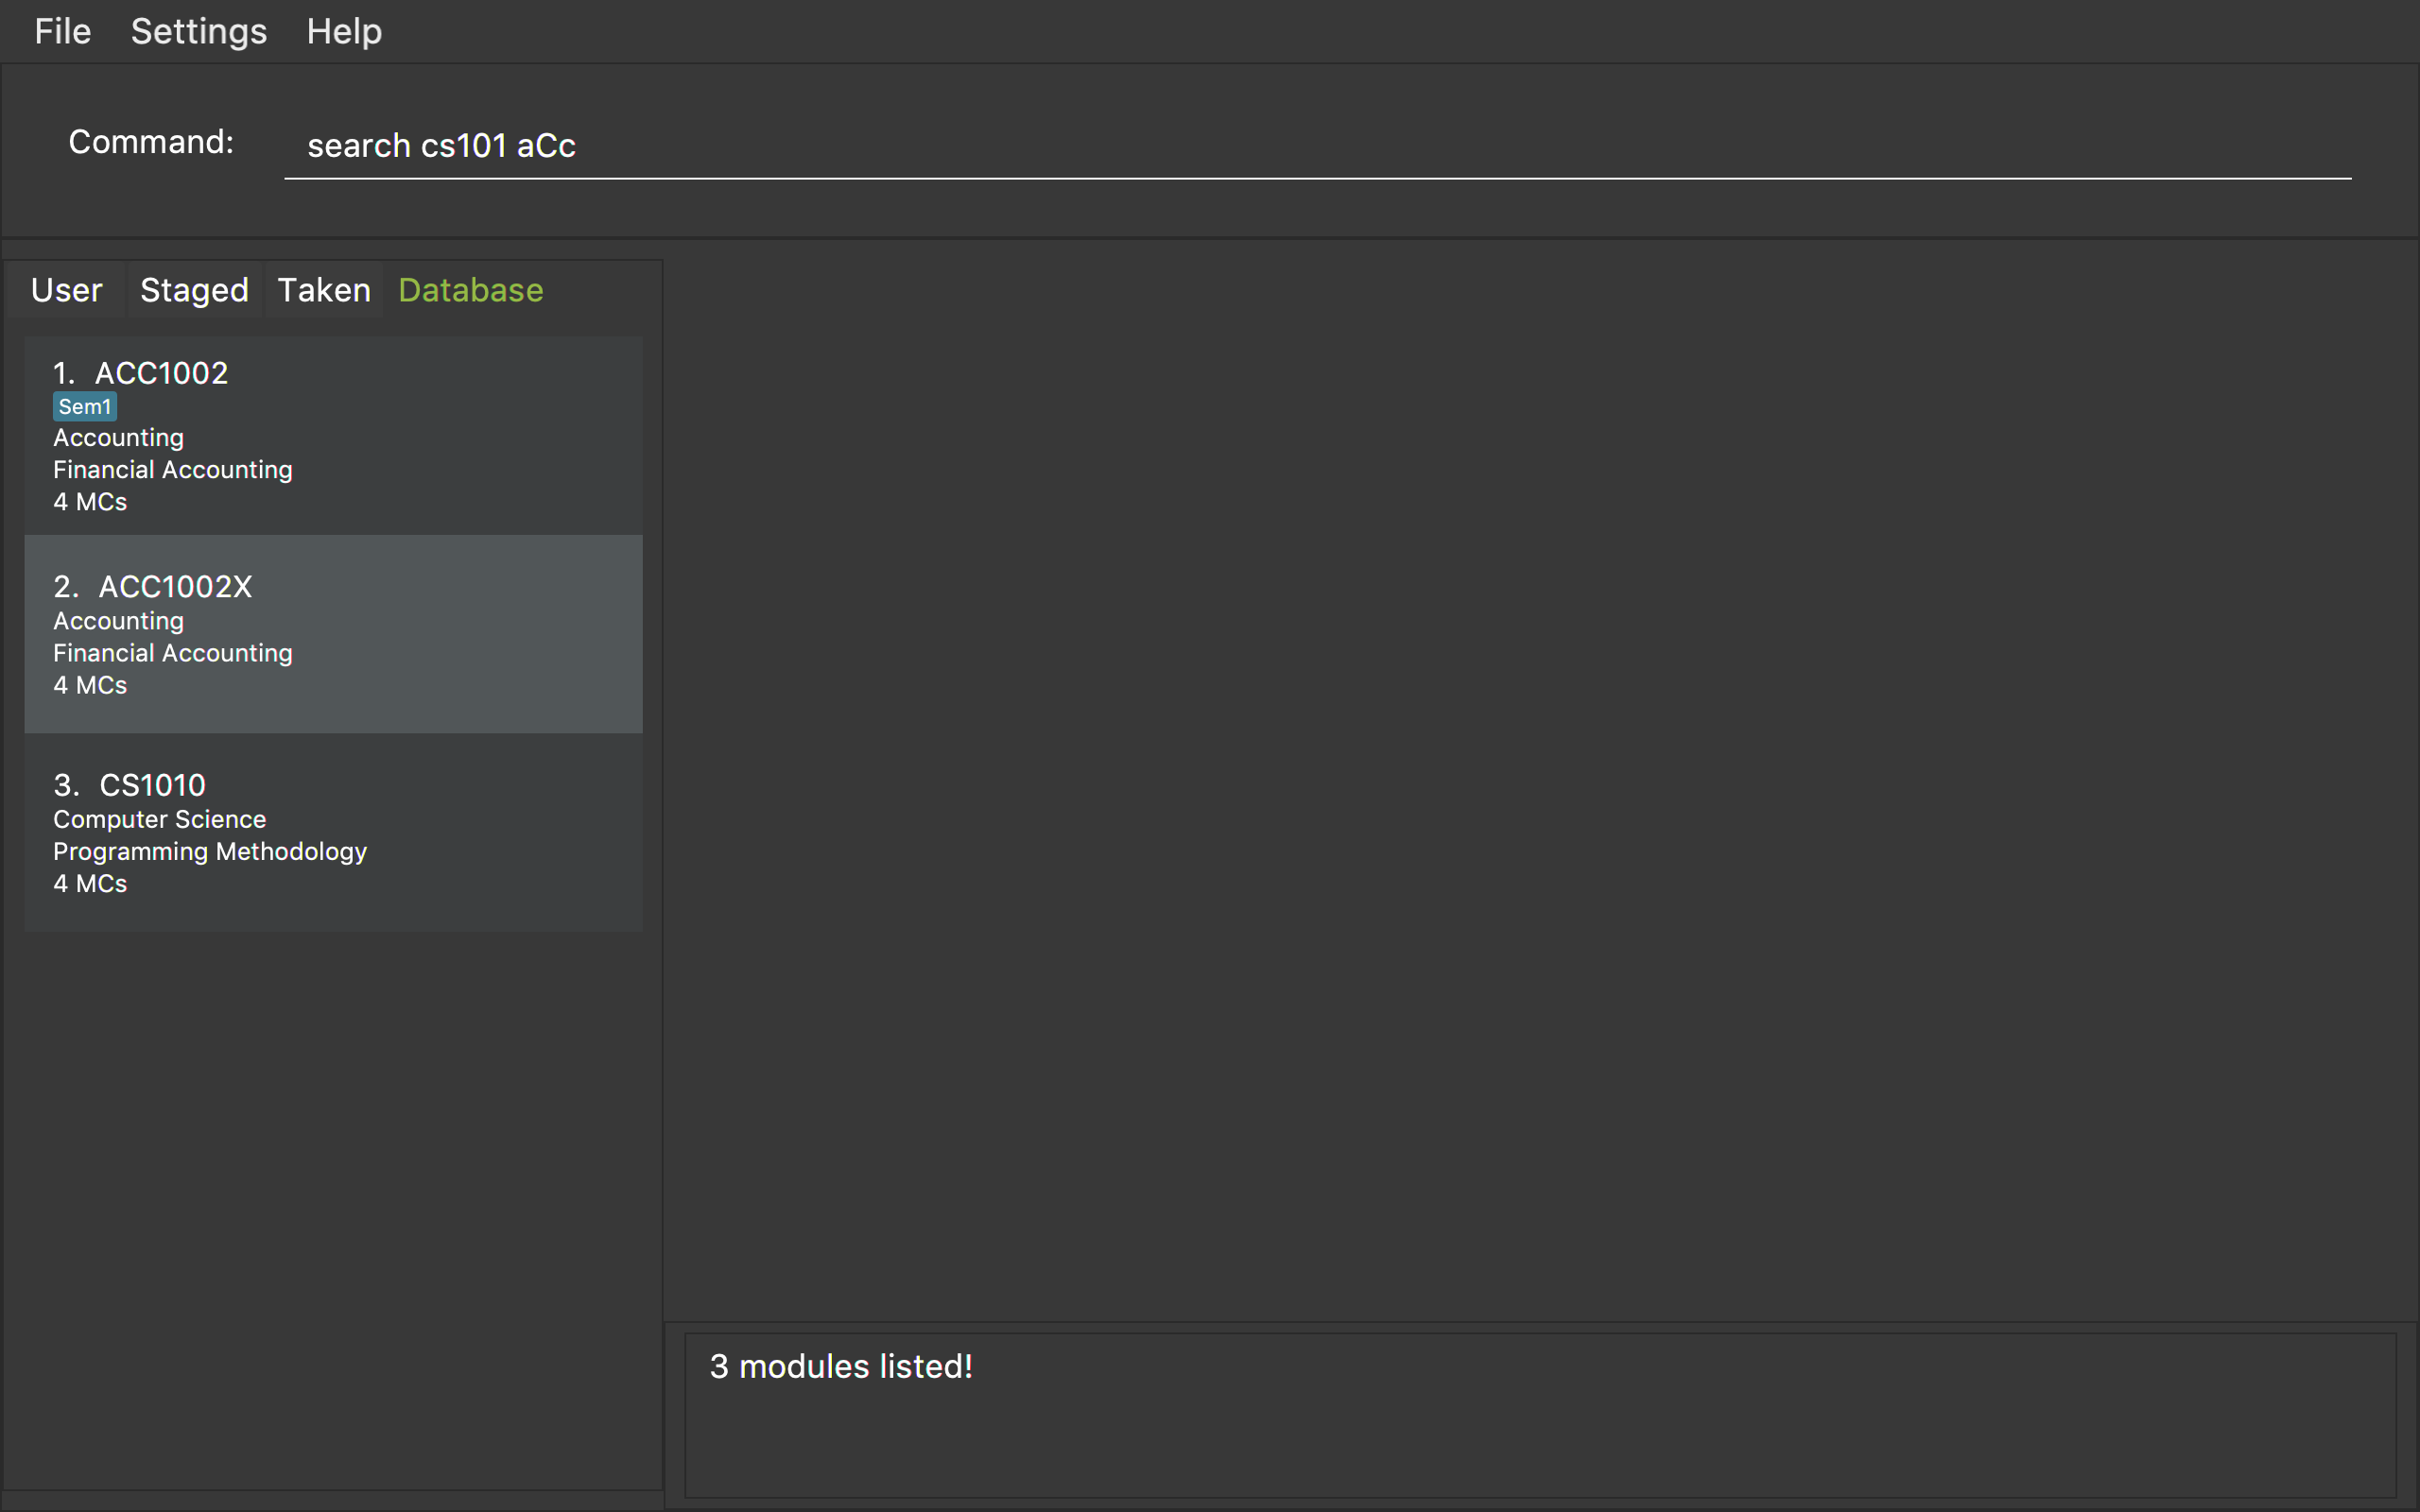 File Settings Help
Command: search cs101 aCc
User Staged Taken Database
1. ACC1002
Sem1
Accounting
Financial Accounting
4 MCs
2. ACC1002X
Accounting
Financial Accounting
4 MCs
3. CS1010
Computer Science
Programming Methodology
4 MCs
3 modules listed!